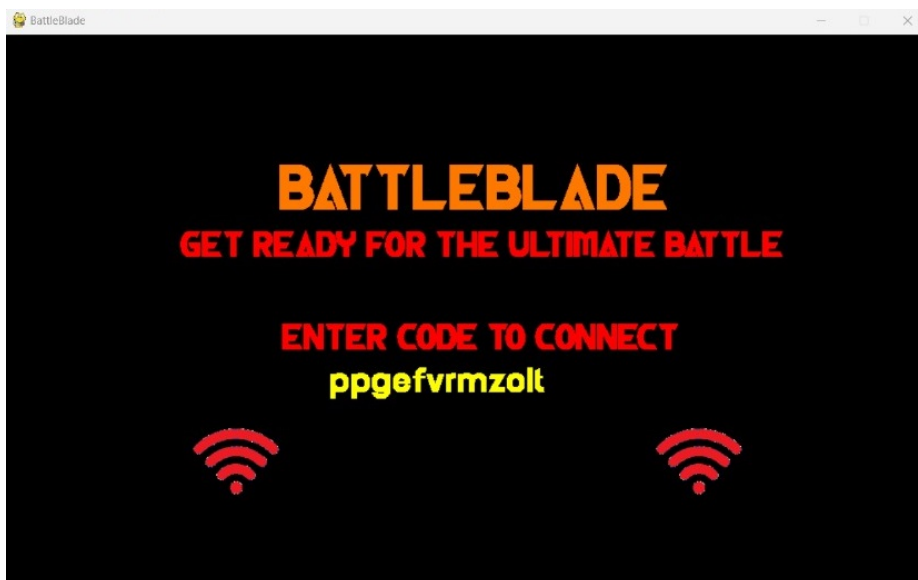 BattleBlade
BATTLEBLADE
GET READY FOR THE ULTIMATE BATTLE
ENTER CODE TO CONNECT
ppgefvrmzolt